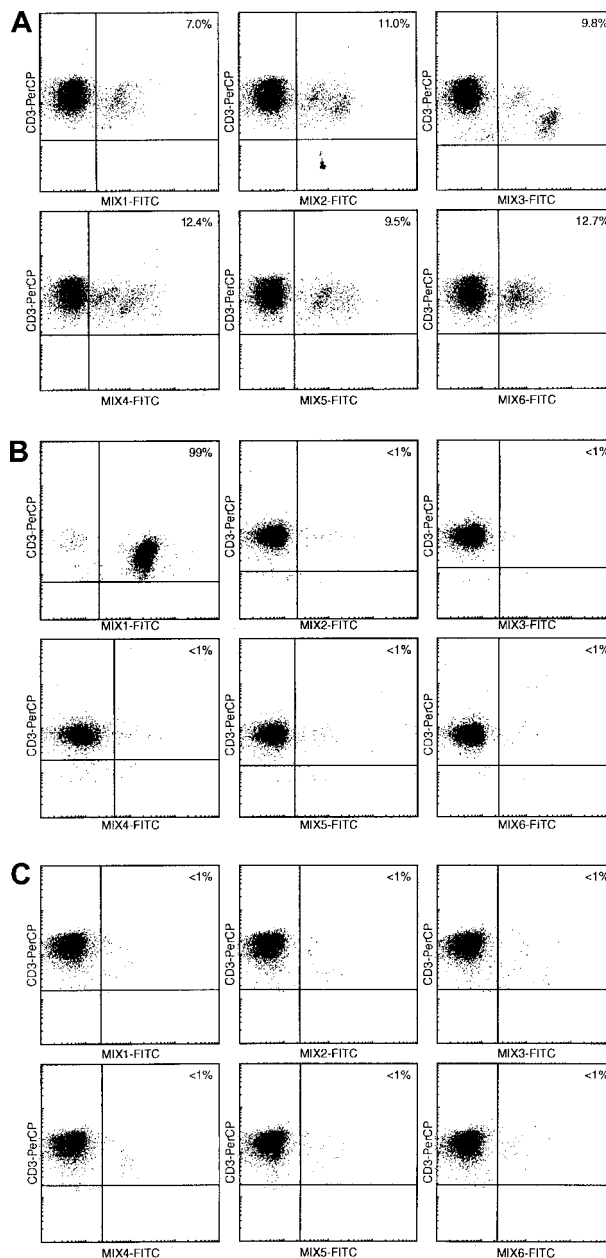 A
7.0%
11.0%
9.8%
CD3-PerCP
CD3-PerCP
CD3-PerCP
MIX1-FITC
MIX2-FITC
MIX3-FITC
12.4%
9.5%
12.7%
CD3-PerCP
CD3-PerCP
CD3-PerCP
MIX4-FITC
MIX5-FITC
MIX6-FITC
B
99%
<1%
<1%
CD3-PerCP
CD3-PerCP
CD3-PerCP
MIX1-FITC
MIX2-FITC
MIX3-FITC
<1%
<1%
<1%
CD3-PerCP
CD3-PerCP
CD3-PerCP
MIX4-FITC
MIX5-FITC
MIX6-FITC
C
<1%
<1%
<1%
CD3-PerCP
CD3-PerCP
CD3-PerCP
MIX1-FITC
MIX2-FITC
MIX3-FITC
<1%
<1%
<1%
CD3-PerCP
CD3-PerCP
CD3-PerCP
MIX4-FITC
MIX5-FITC
MIX6-FITC